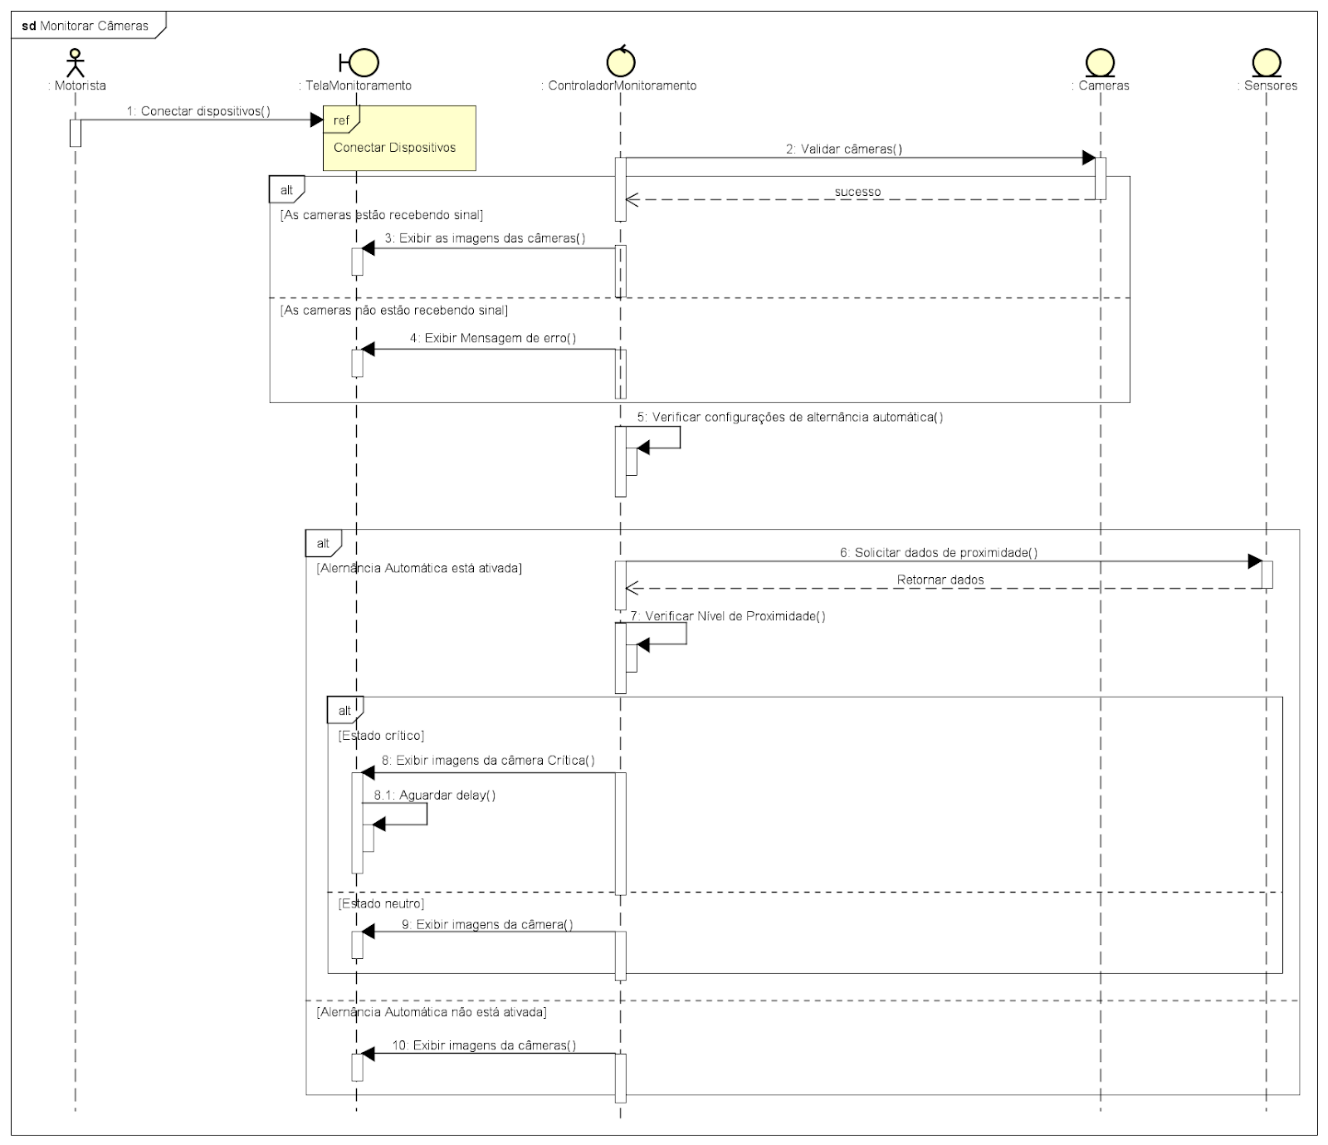 sd Monitorar Câmeras
: Motorista
: TelaMonitoramento
: ControladorMonitoramento
: Cameras
: Sensores
1: Conectar dispositivos()
ref
Conectar Dispositivos
2: Validar câmeras()
alt
sucesso
[As cameras estão recebendo sinal]
3: Exibir as imagens das câmeras()
[As cameras não estão recebendo sinal]
4: Exibir Mensagem de erro()
5: Verificar configurações de alternância automática()
alt
6: Solicitar dados de proximidade()
[Alernância Automática está ativada]
Retornar dados
7: Verificar Nível de Proximidade()
alt
[Estado crítico]
8: Exibir imagens da câmera Crítica()
8.1: Aguardar delay()
[Estado neutro]
9: Exibir imagens da câmera()
[Alernância Automática não está ativada]
10: Exibir imagens da câmeras()